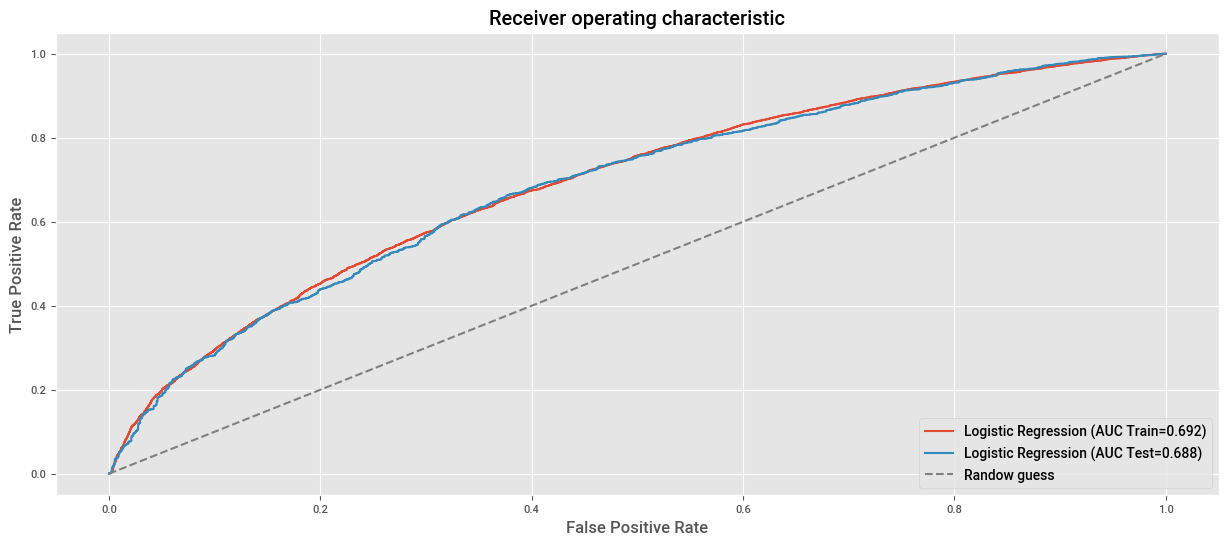 Receiver operating characteristic
1.0
0.8
0.6
0.4
0.2
0.0
True Positive Rate
0.0 0.2 0.4 0.6 0.8 1.0
False Positive Rate
Logistic Regression (AUC Train=0.692)
Logistic Regression (AUC Test=0.688)
Randow guess